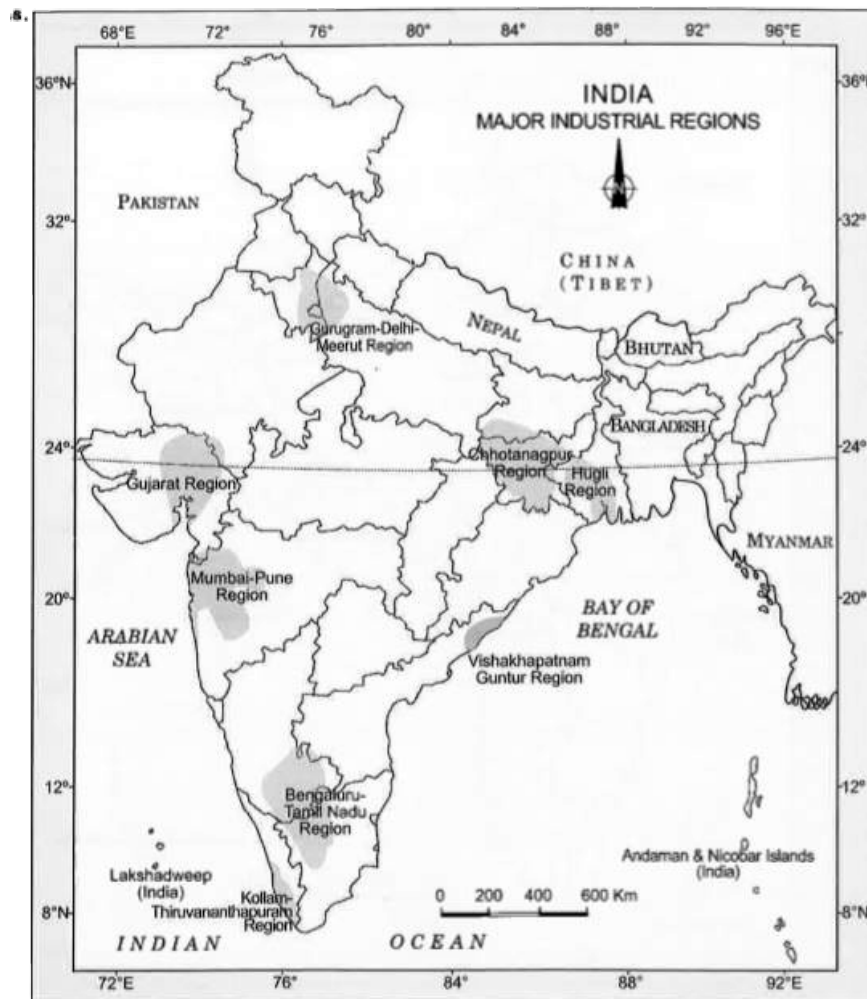 s.
68°E 72° 76° 80° 84° 88° 92° 96°E
36°N 36°N
INDIA
MAJOR INDUSTRIAL REGIONS
N
PAKISTAN
32° 32°
CHINA
(TIBET)
Gurugram-Delhi-
Meerut Region
NEPAL
BHUTAN
BANGLADESH
24° 24°
Chhotanagpur
Region
Hugli
Region
Gujarat Region
MYANMAR
Mumbai-Pune
Region
20° 20°
ARABIAN
SEA
BAY OF
BENGAL
Vishakhapatnam
Guntur Region
12° 12°
Bengaluru-
Tamil Nadu
Region
Andaman & Nicobar Islands
(India)
Lakshadweep
(India)
Kollam-
Thiruvananthapuram
Region
0 200 400 600 Km
8°N 8°N
INDIAN OCEAN
72°E 76° 84° 88° 92°E